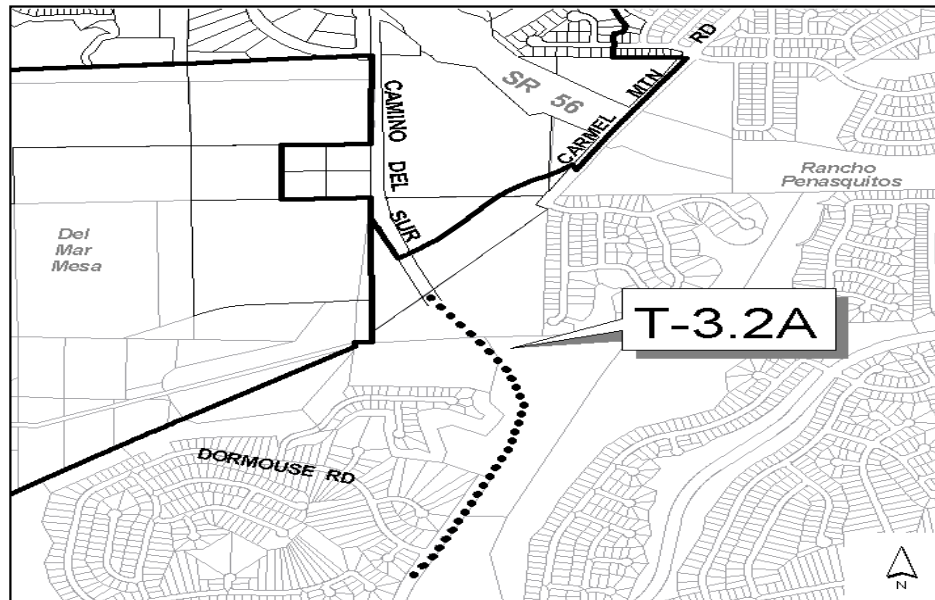 RD
MTN
CARMEL
SR 56
CAMINO DEL SUR
Rancho
Penasquitos
Del
Mar
Mesa
T-3.2A
DORMOUSE RD
N